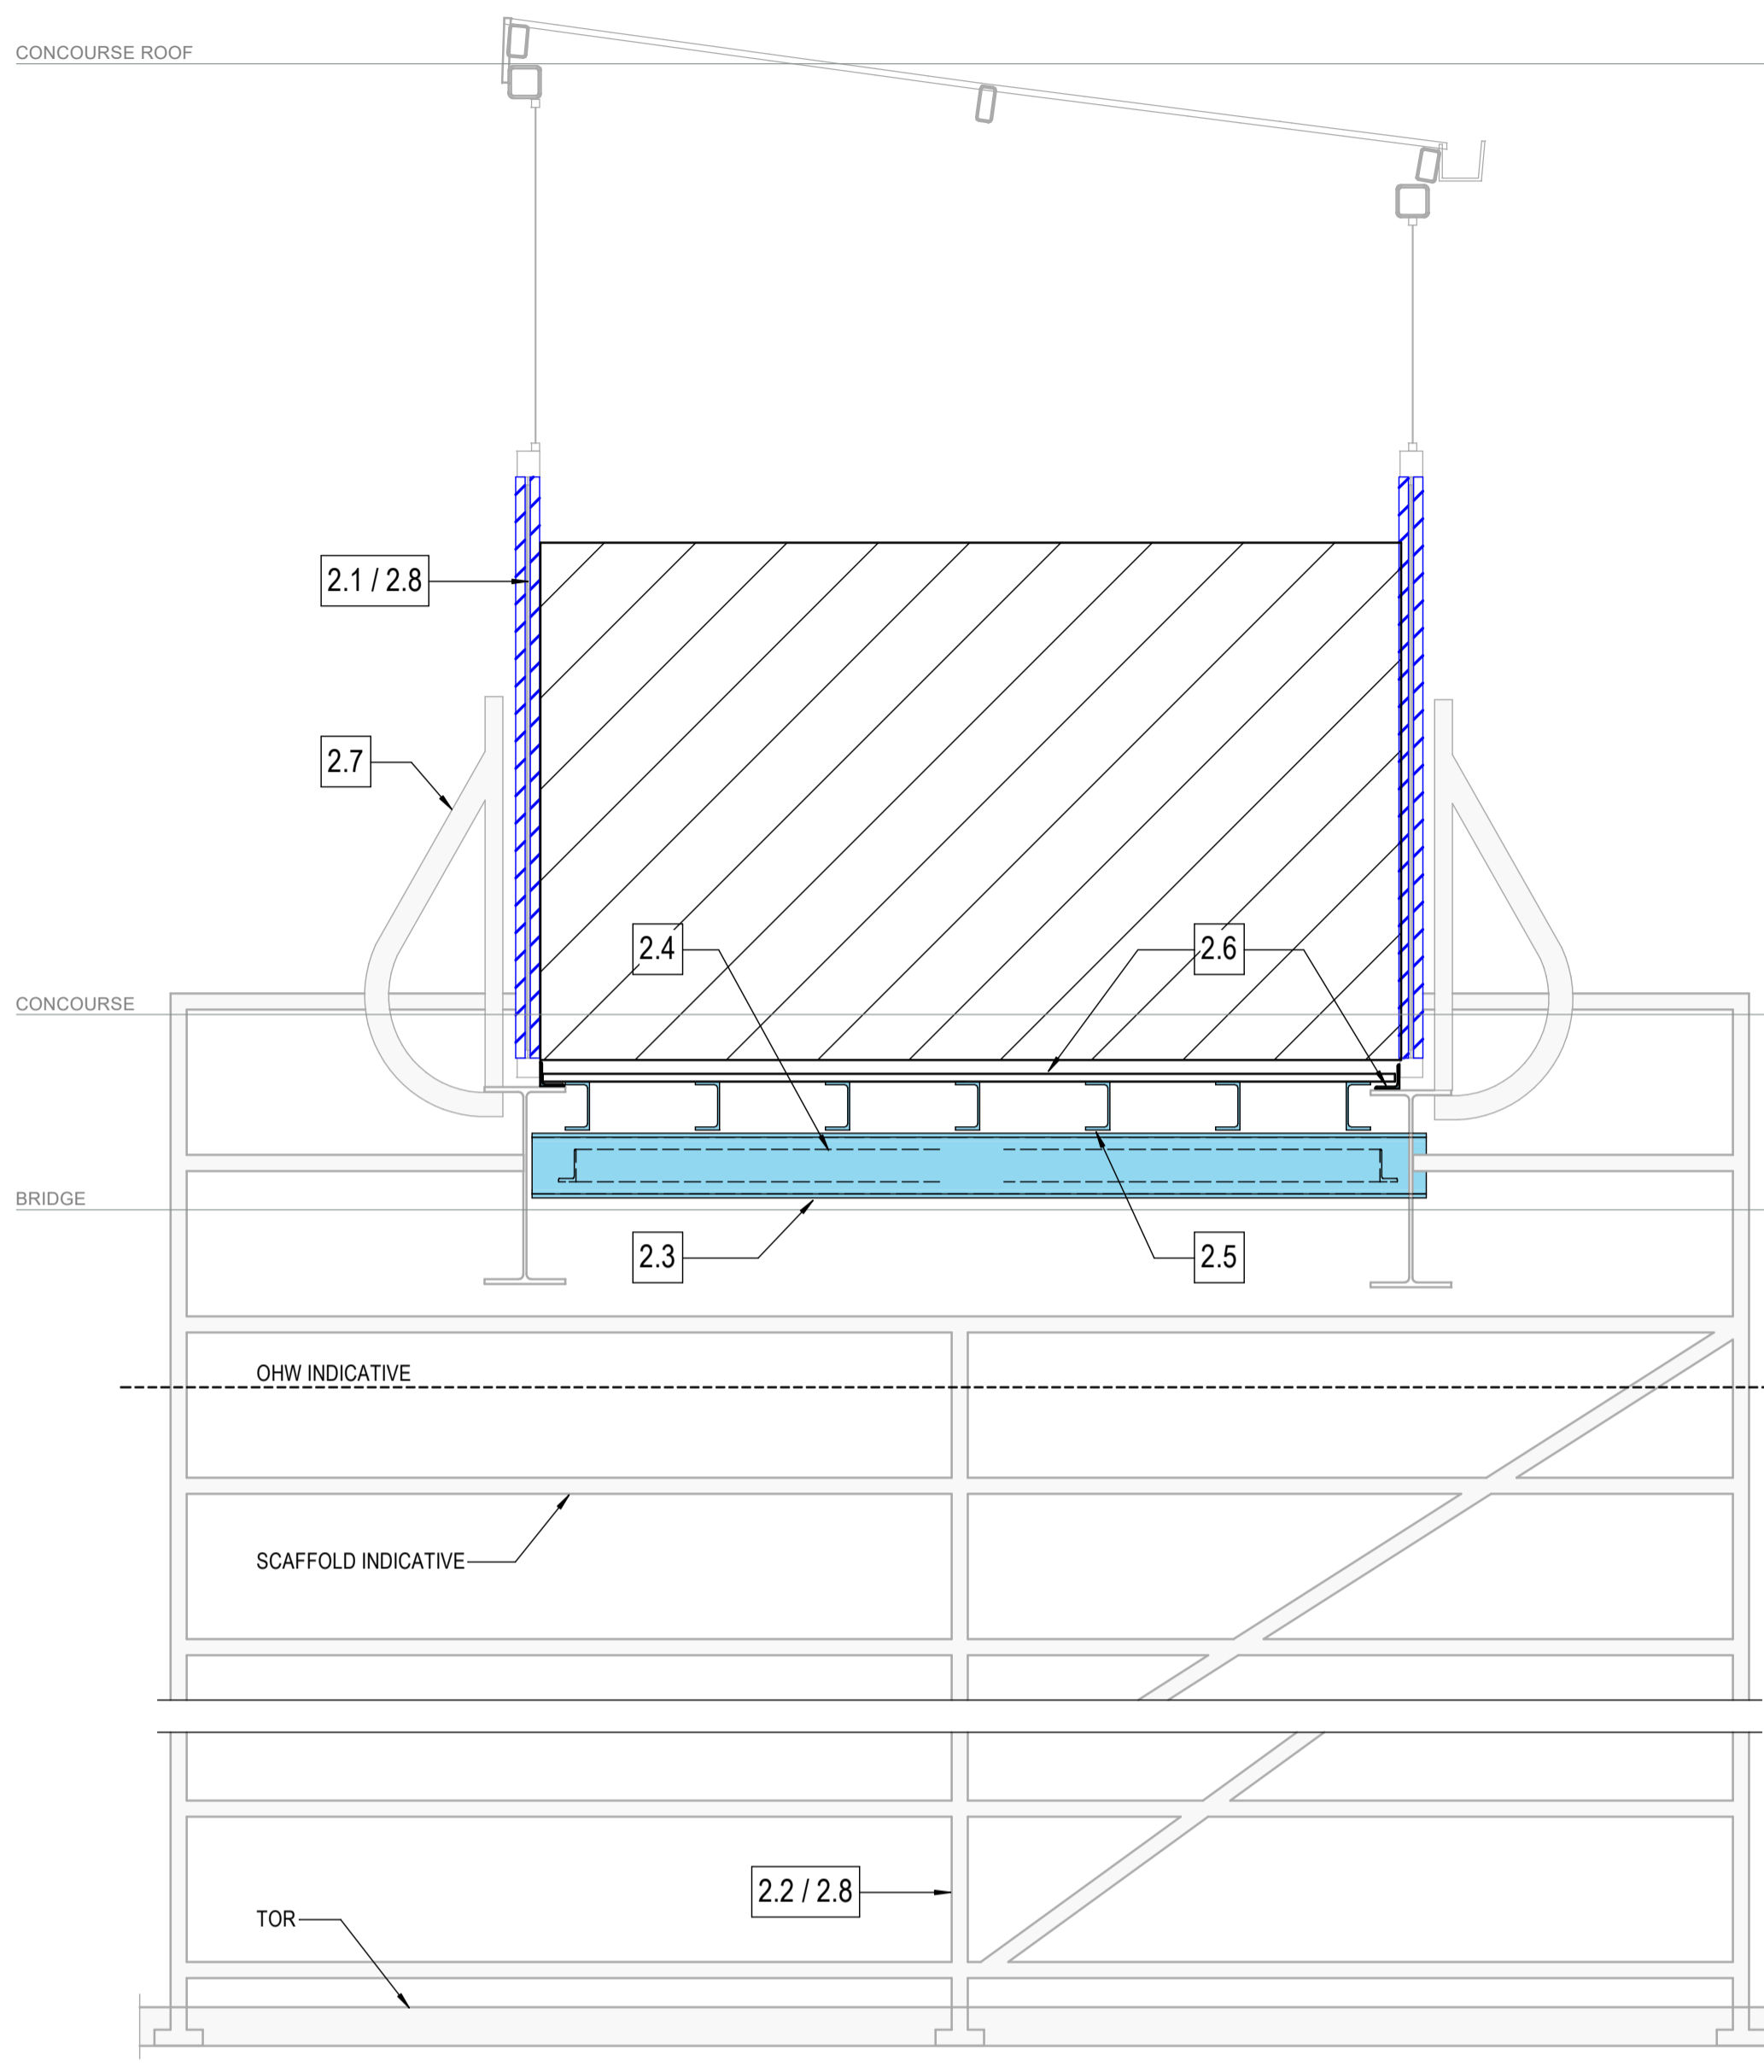 CONCOURSE ROOF
2.1 / 2.8
2.7
2.4
2.6
CONCOURSE
BRIDGE
2.3
2.5
OHW INDICATIVE
SCAFFOLD INDICATIVE
2.2 / 2.8
TOR